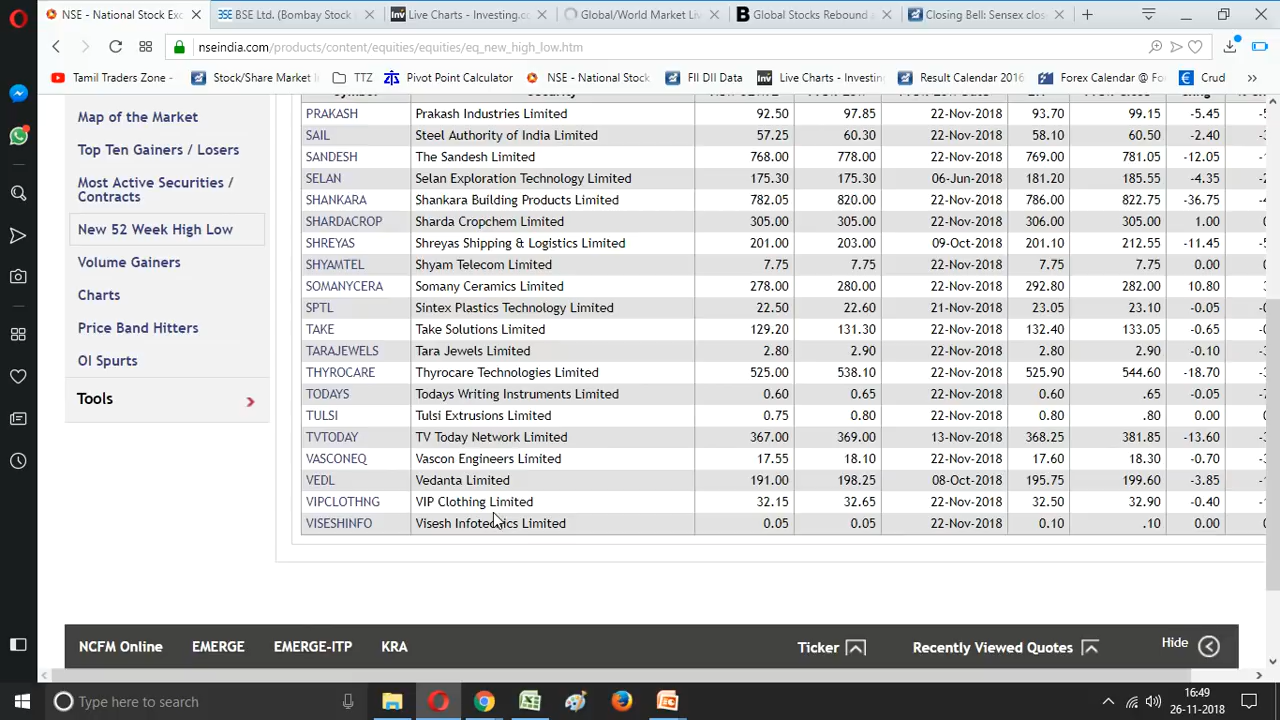 NSE - National Stock Exc
BSE Ltd. (Bombay Stock
Live Charts - Investing.co
Global/World Market Liv
Global Stocks Rebound a
Closing Bell: Sensex clos
nseindia.com/products/content/equities/equities/eq_new_high_low.htm
Tamil Traders Zone -
Stock/Share Market
TTZ
Pivot Point Calculator
NSE - National Stock
FII DII Data
Live Charts - Investin
Result Calendar 2016
Forex Calendar @ Fo
Crud
Map of the Market
Top Ten Gainers / Losers
Most Active Securities /
Contracts
New 52 Week High Low
Volume Gainers
Charts
Price Band Hitters
OI Spurts
Tools
PRAKASH Prakash Industries Limited 92.50 97.85 22-Nov-2018 93.70 99.15 -5.45
SAIL Steel Authority of India Limited 57.25 60.30 22-Nov-2018 58.10 60.50 -2.40
SANDESH The Sandesh Limited 768.00 778.00 22-Nov-2018 769.00 781.05 -12.05
SELAN Selan Exploration Technology Limited 175.30 175.30 06-Jun-2018 181.20 185.55 -4.35
SHANKARA Shankara Building Products Limited 782.05 820.00 22-Nov-2018 786.00 822.75 -36.75
SHARDACROP Sharda Cropchem Limited 305.00 305.00 22-Nov-2018 306.00 305.00 1.00
SHREYAS Shreyas Shipping & Logistics Limited 201.00 203.00 09-Oct-2018 201.10 212.55 -11.45
SHYAMTEL Shyam Telecom Limited 7.75 7.75 22-Nov-2018 7.75 7.75 0.00
SOMANYCERA Somany Ceramics Limited 278.00 280.00 22-Nov-2018 292.80 282.00 10.80
SPTL Sintex Plastics Technology Limited 22.50 22.60 21-Nov-2018 23.05 23.10 -0.05
TAKE Take Solutions Limited 129.20 131.30 22-Nov-2018 132.40 133.05 -0.65
TARAJEWELS Tara Jewels Limited 2.80 2.90 22-Nov-2018 2.80 2.90 -0.10
THYROCARE Thyrocare Technologies Limited 525.00 538.10 22-Nov-2018 525.90 544.60 -18.70
TODAYS Todays Writing Instruments Limited 0.60 0.65 22-Nov-2018 0.60 .65 -0.05
TULSI Tulsi Extrusions Limited 0.75 0.80 22-Nov-2018 0.80 .80 0.00
TVTODAY TV Today Network Limited 367.00 369.00 13-Nov-2018 368.25 381.85 -13.60
VASCONEQ Vascon Engineers Limited 17.55 18.10 22-Nov-2018 17.60 18.30 -0.70
VEDL Vedanta Limited 191.00 198.25 08-Oct-2018 195.75 199.60 -3.85
VIPCLOTHNG VIP Clothing Limited 32.15 32.65 22-Nov-2018 32.50 32.90 -0.40
VISESHINFO Visesh Infotecnics Limited 0.05 0.05 22-Nov-2018 0.10 .10 0.00
NCFM Online EMERGE EMERGE-ITP KRA Ticker Recently Viewed Quotes Hide
Type here to search
16:49
26-11-2018